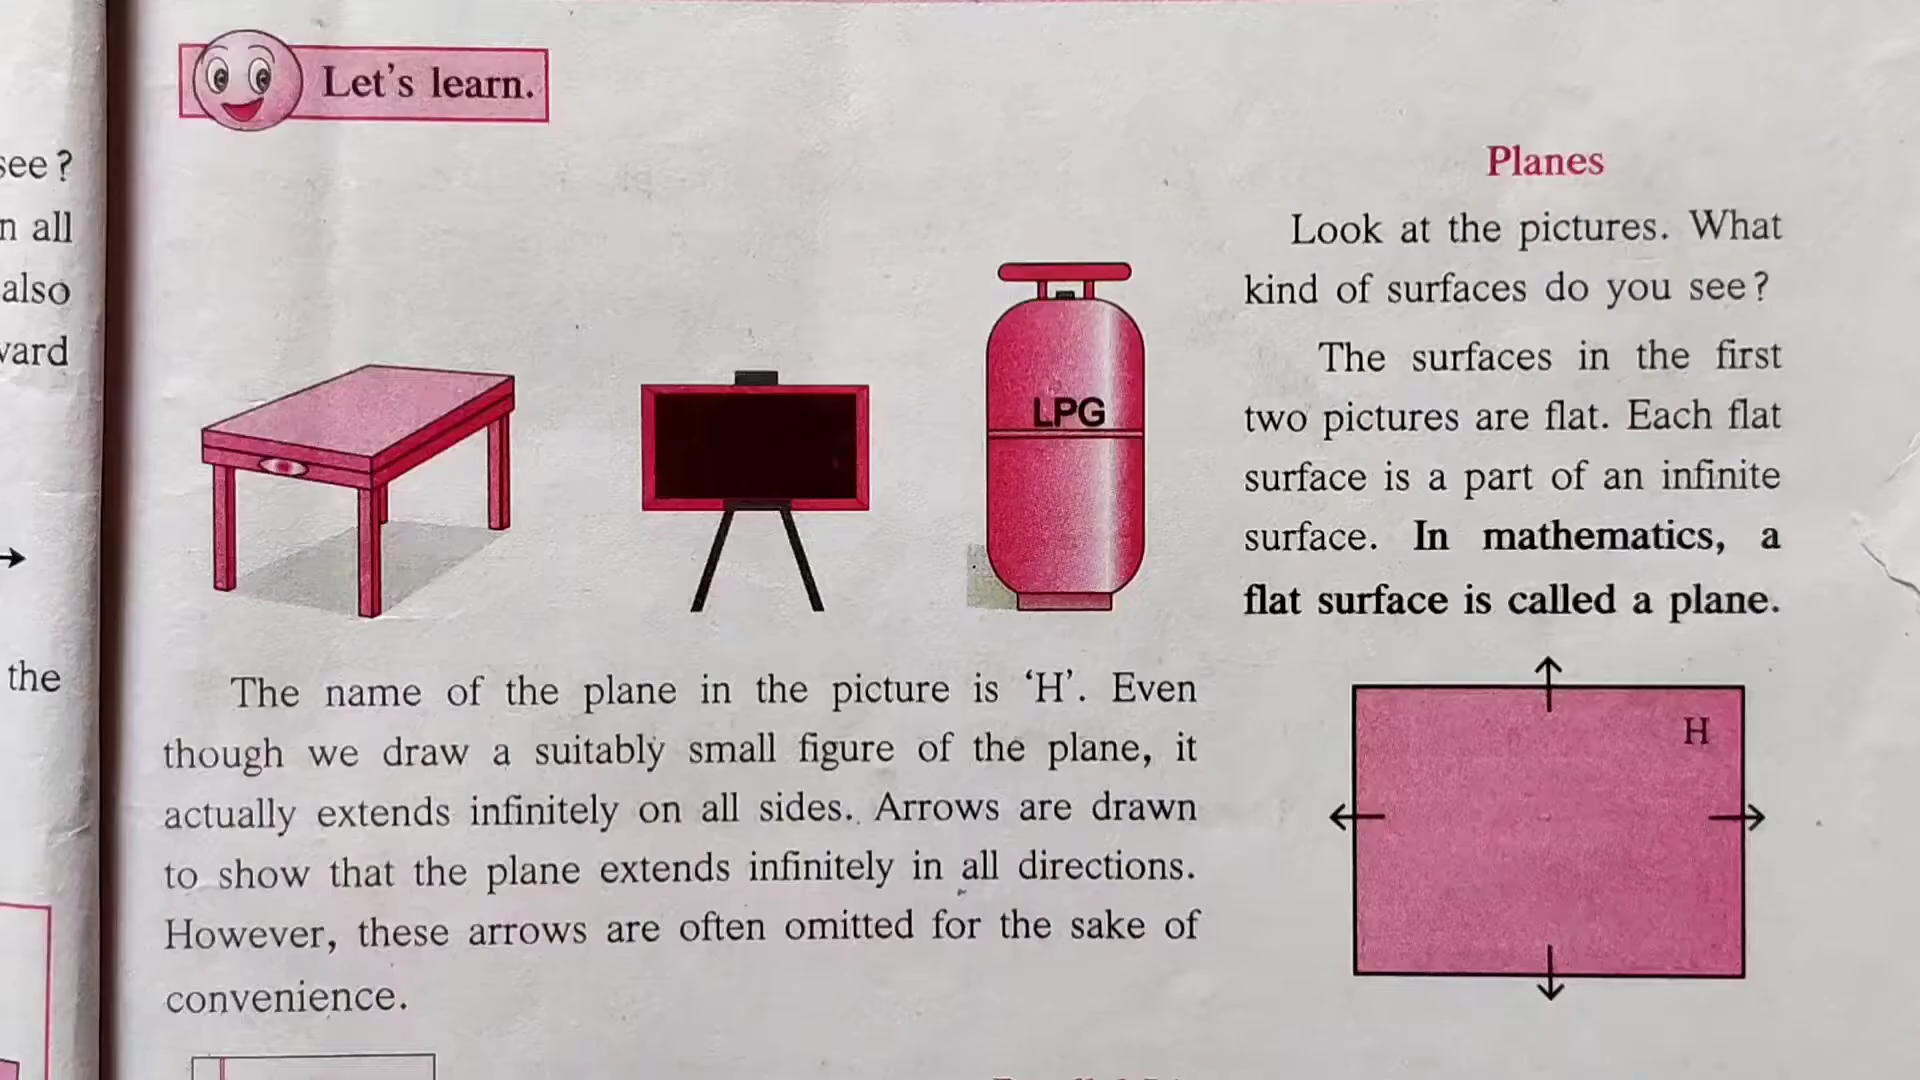 see?
n all
also
ward
the
Let's learn.
LPG
Planes
Look at the pictures. What
kind of surfaces do you see?
The surfaces in the first
two pictures are flat. Each flat
surface is a part of an infinite
surface. In mathematics, a
flat surface is called a plane.
The name of the plane in the picture is ‘H’. Even
though we draw a suitably small figure of the plane, it
actually extends infinitely on all sides. Arrows are drawn
to show that the plane extends infinitely in all directions.
However, these arrows are often omitted for the sake of
convenience.
H